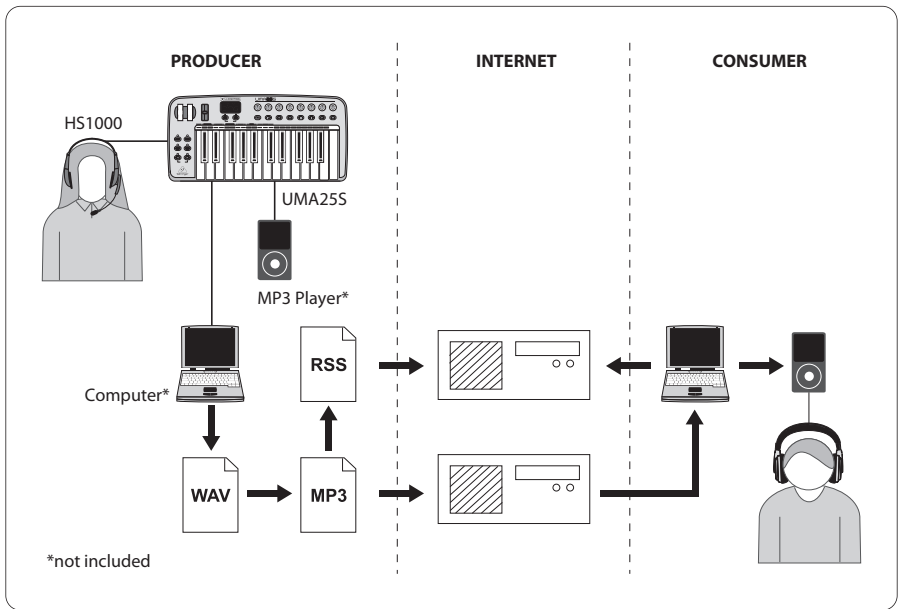 PRODUCER
INTERNET
CONSUMER
HS1000
UMA25S
MP3 Player*
RSS
Computer*
WAV
MP3
*not included